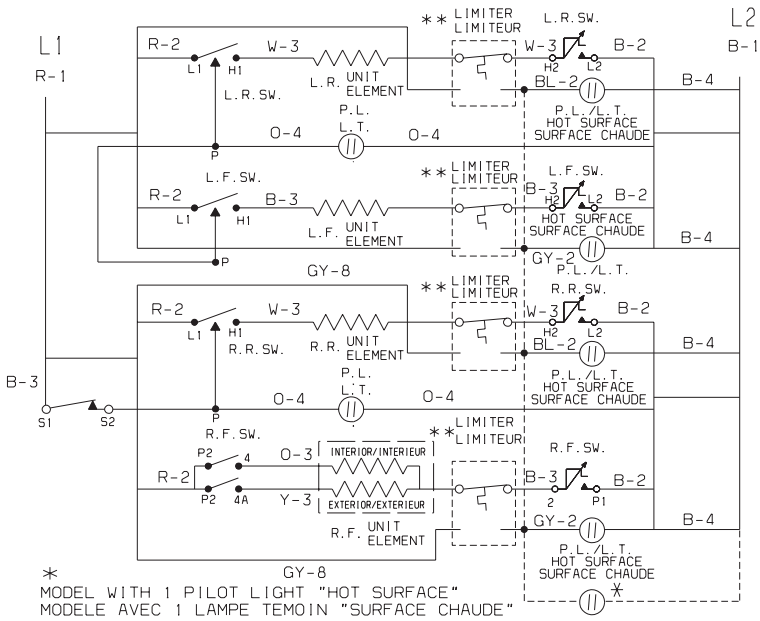 L1
R-1
L2
B-1
R-2
L1
H1
W-3
L.R.
UNIT
ELEMENT
**
LIMITER
LIMITEUR
L.R.SW.
W-3
H2
L2
B-2
BL-2
B-4
P.L./L.T.
HOT SURFACE
SURFACE CHAUDE
L.R.SW.
P.L.
L.T.
O-4
O-4
P
L.F.SW.
R-2
L1
H1
B-3
L.F.
UNIT
ELEMENT
**
LIMITER
LIMITEUR
L.F.SW.
B-3
H2
L2
B-2
HOT SURFACE
SURFACE CHAUDE
B-4
GY-2
P.L./L.T.
P
GY-8
R-2
L1
H1
W-3
R.R.SW.
R.R.
UNIT
ELEMENT
**
LIMITER
LIMITEUR
R.R.SW.
W-3
H2
L2
B-2
BL-2
B-4
P.L./L.T.
HOT SURFACE
SURFACE CHAUDE
P.L.
L.T.
B-3
S1
S2
P
O-4
O-4
R.F.SW.
P2
4
O-3
R-2
P2
4A
Y-3
INTERIOR/INTERIEUR
EXTERIOR/EXTERIEUR
R.F.
UNIT
ELEMENT
**
LIMITER
LIMITEUR
R.F.SW.
B-3
2
P1
B-2
GY-2
B-4
P.L./L.T.
HOT SURFACE
SURFACE CHAUDE
*
GY-8
*
MODEL WITH 1 PILOT LIGHT "HOT SURFACE"
MODELE AVEC 1 LAMPE TEMOIN "SURFACE CHAUDE"